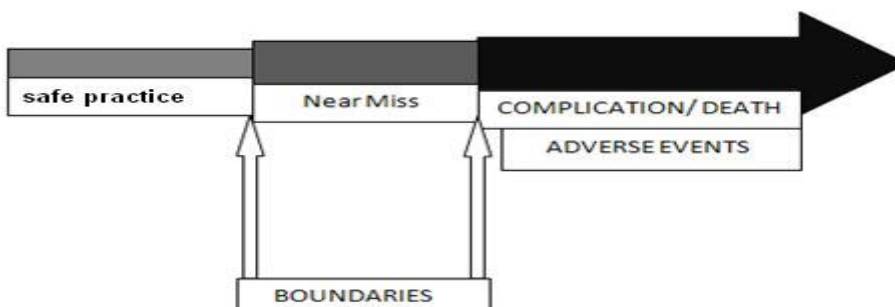 safe practice
Near Miss
COMPLICATION/ DEATH
ADVERSE EVENTS
BOUNDARIES